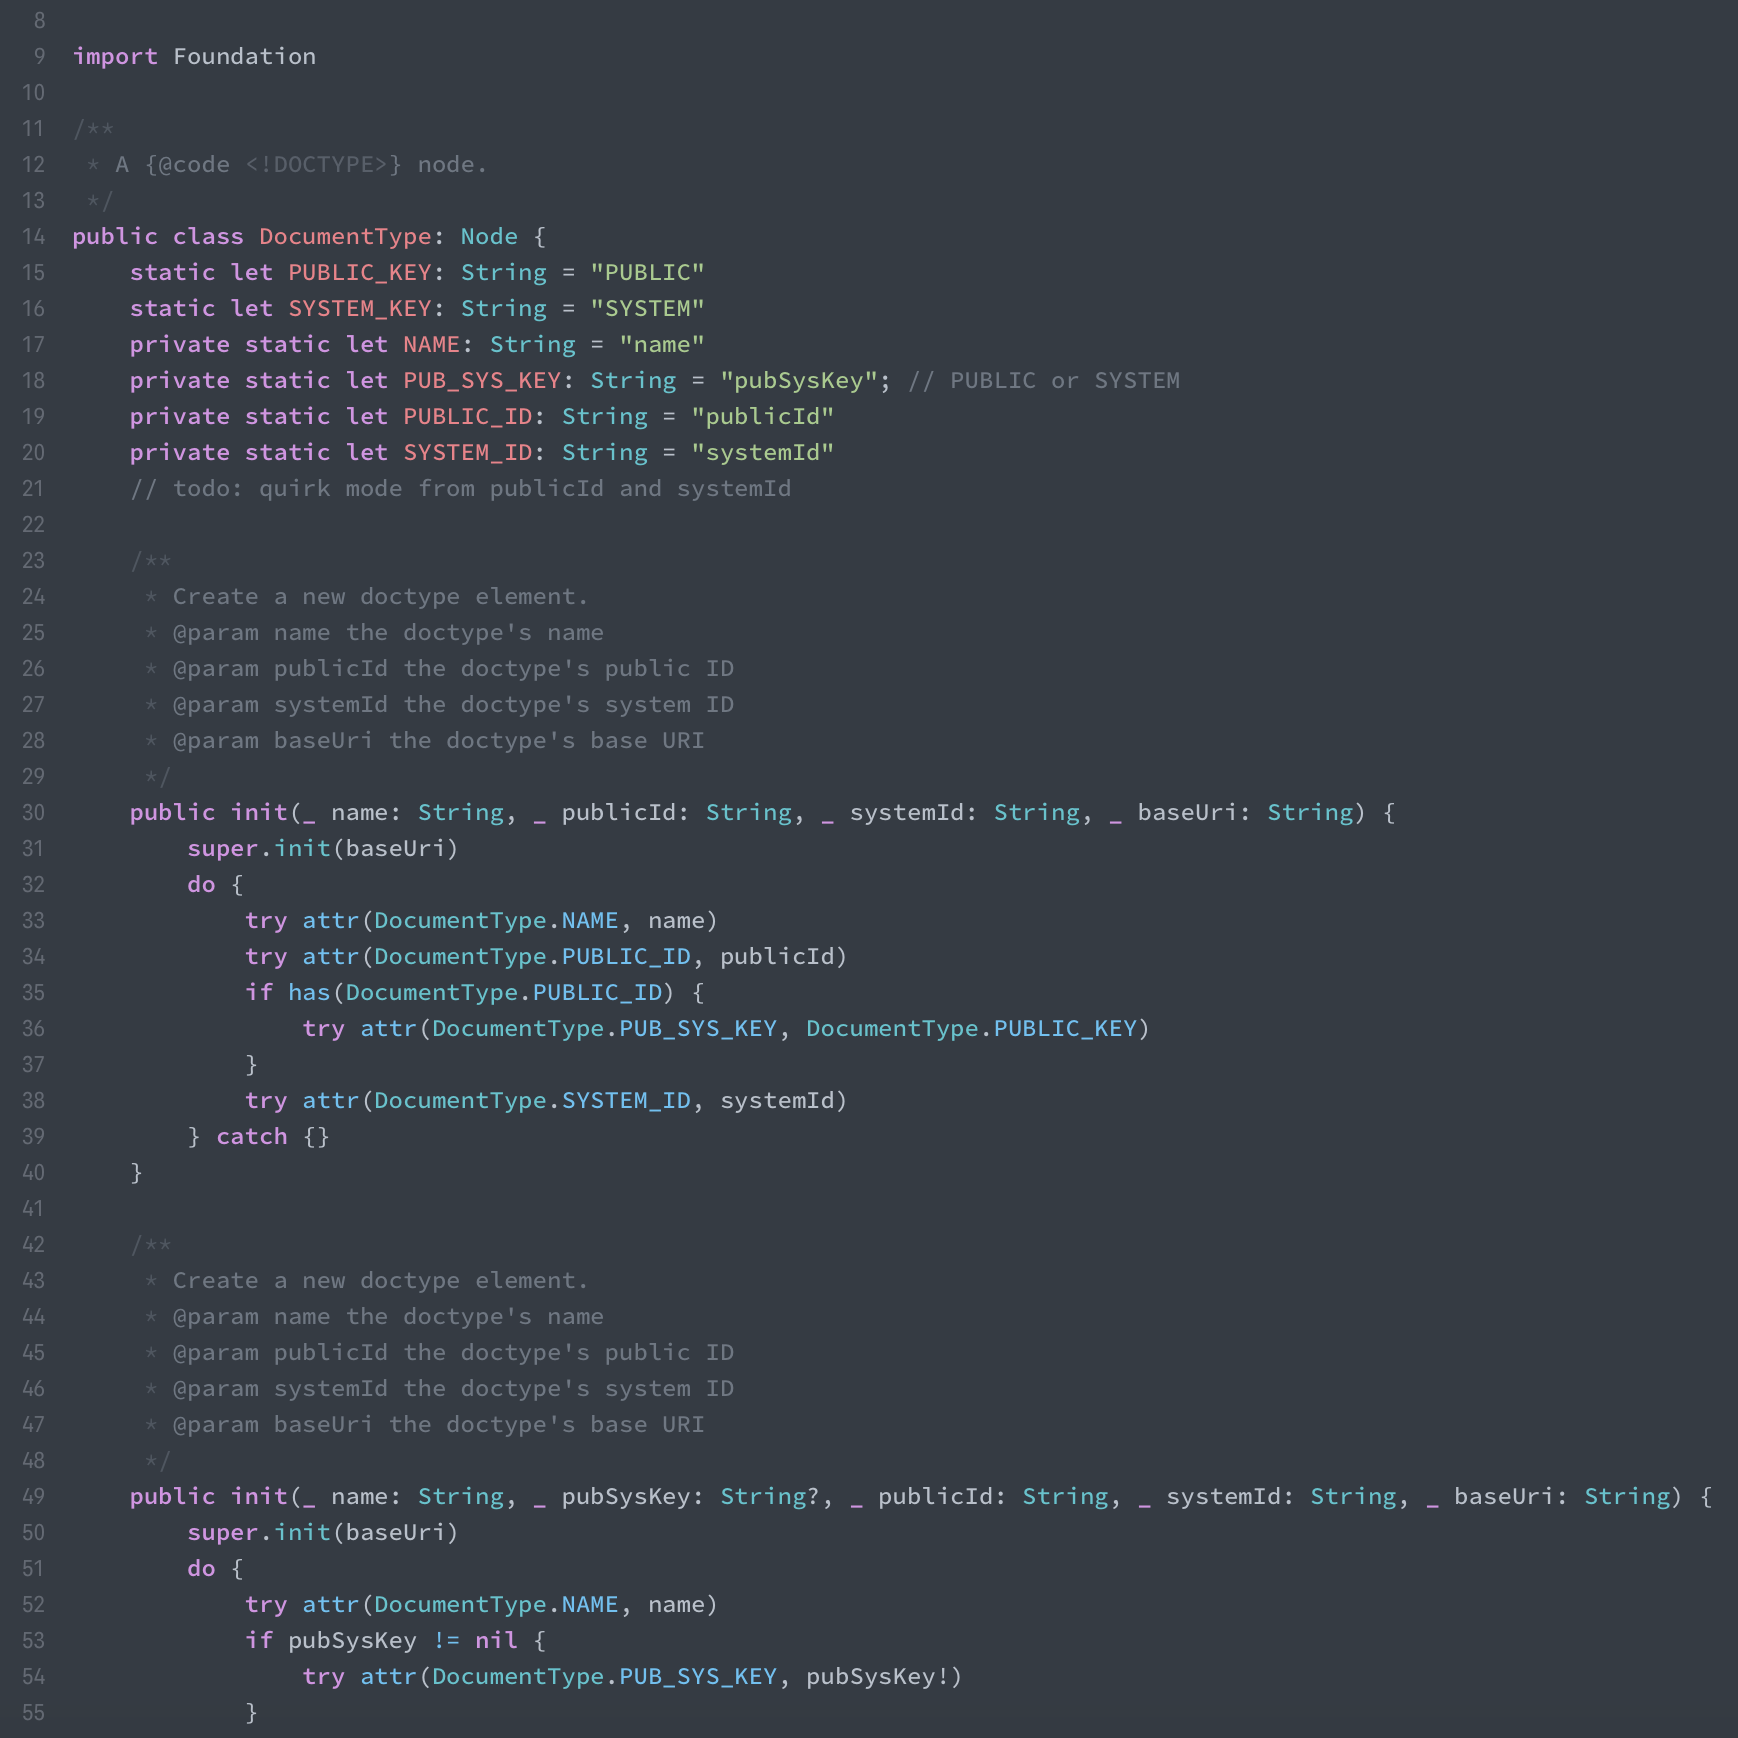 8
9 import Foundation
10
11 /**
12  * A {@code <!DOCTYPE>} node.
13  */
14 public class DocumentType: Node {
15     static let PUBLIC_KEY: String = "PUBLIC"
16     static let SYSTEM_KEY: String = "SYSTEM"
17     private static let NAME: String = "name"
18     private static let PUB_SYS_KEY: String = "pubSysKey"; // PUBLIC or SYSTEM
19     private static let PUBLIC_ID: String = "publicId"
20     private static let SYSTEM_ID: String = "systemId"
21     // todo: quirk mode from publicId and systemId
22
23     /**
24      * Create a new doctype element.
25      * @param name the doctype's name
26      * @param publicId the doctype's public ID
27      * @param systemId the doctype's system ID
28      * @param baseUri the doctype's base URI
29      */
30     public init(_ name: String, _ publicId: String, _ systemId: String, _ baseUri: String) {
31         super.init(baseUri)
32         do {
33             try attr(DocumentType.NAME, name)
34             try attr(DocumentType.PUBLIC_ID, publicId)
35             if has(DocumentType.PUBLIC_ID) {
36                 try attr(DocumentType.PUB_SYS_KEY, DocumentType.PUBLIC_KEY)
37             }
38             try attr(DocumentType.SYSTEM_ID, systemId)
39         } catch {}
40     }
41
42     /**
43      * Create a new doctype element.
44      * @param name the doctype's name
45      * @param publicId the doctype's public ID
46      * @param systemId the doctype's system ID
47      * @param baseUri the doctype's base URI
48      */
49     public init(_ name: String, _ pubSysKey: String?, _ publicId: String, _ systemId: String, _ baseUri: String) {
50         super.init(baseUri)
51         do {
52             try attr(DocumentType.NAME, name)
53             if pubSysKey != nil {
54                 try attr(DocumentType.PUB_SYS_KEY, pubSysKey!)
55             }